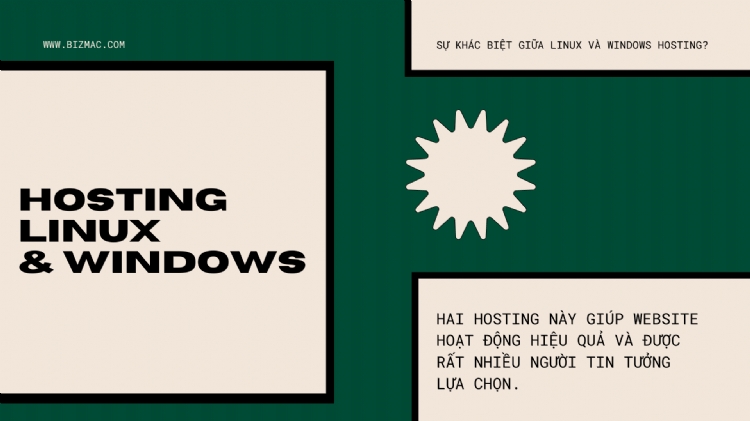 WWW.BIZMAC.COM
SỰ KHÁC BIỆT GIỮA LINUX VÀ WINDOWS HOSTING?
HOSTING
LINUX
& WINDOWS
HAI HOSTING NÀY GIÚP WEBSITE
HOẠT ĐỘNG HIỆU QUẢ VÀ ĐƯỢC
RẤT NHIỀU NGƯỜI TIN TƯỞNG
LỰA CHỌN.